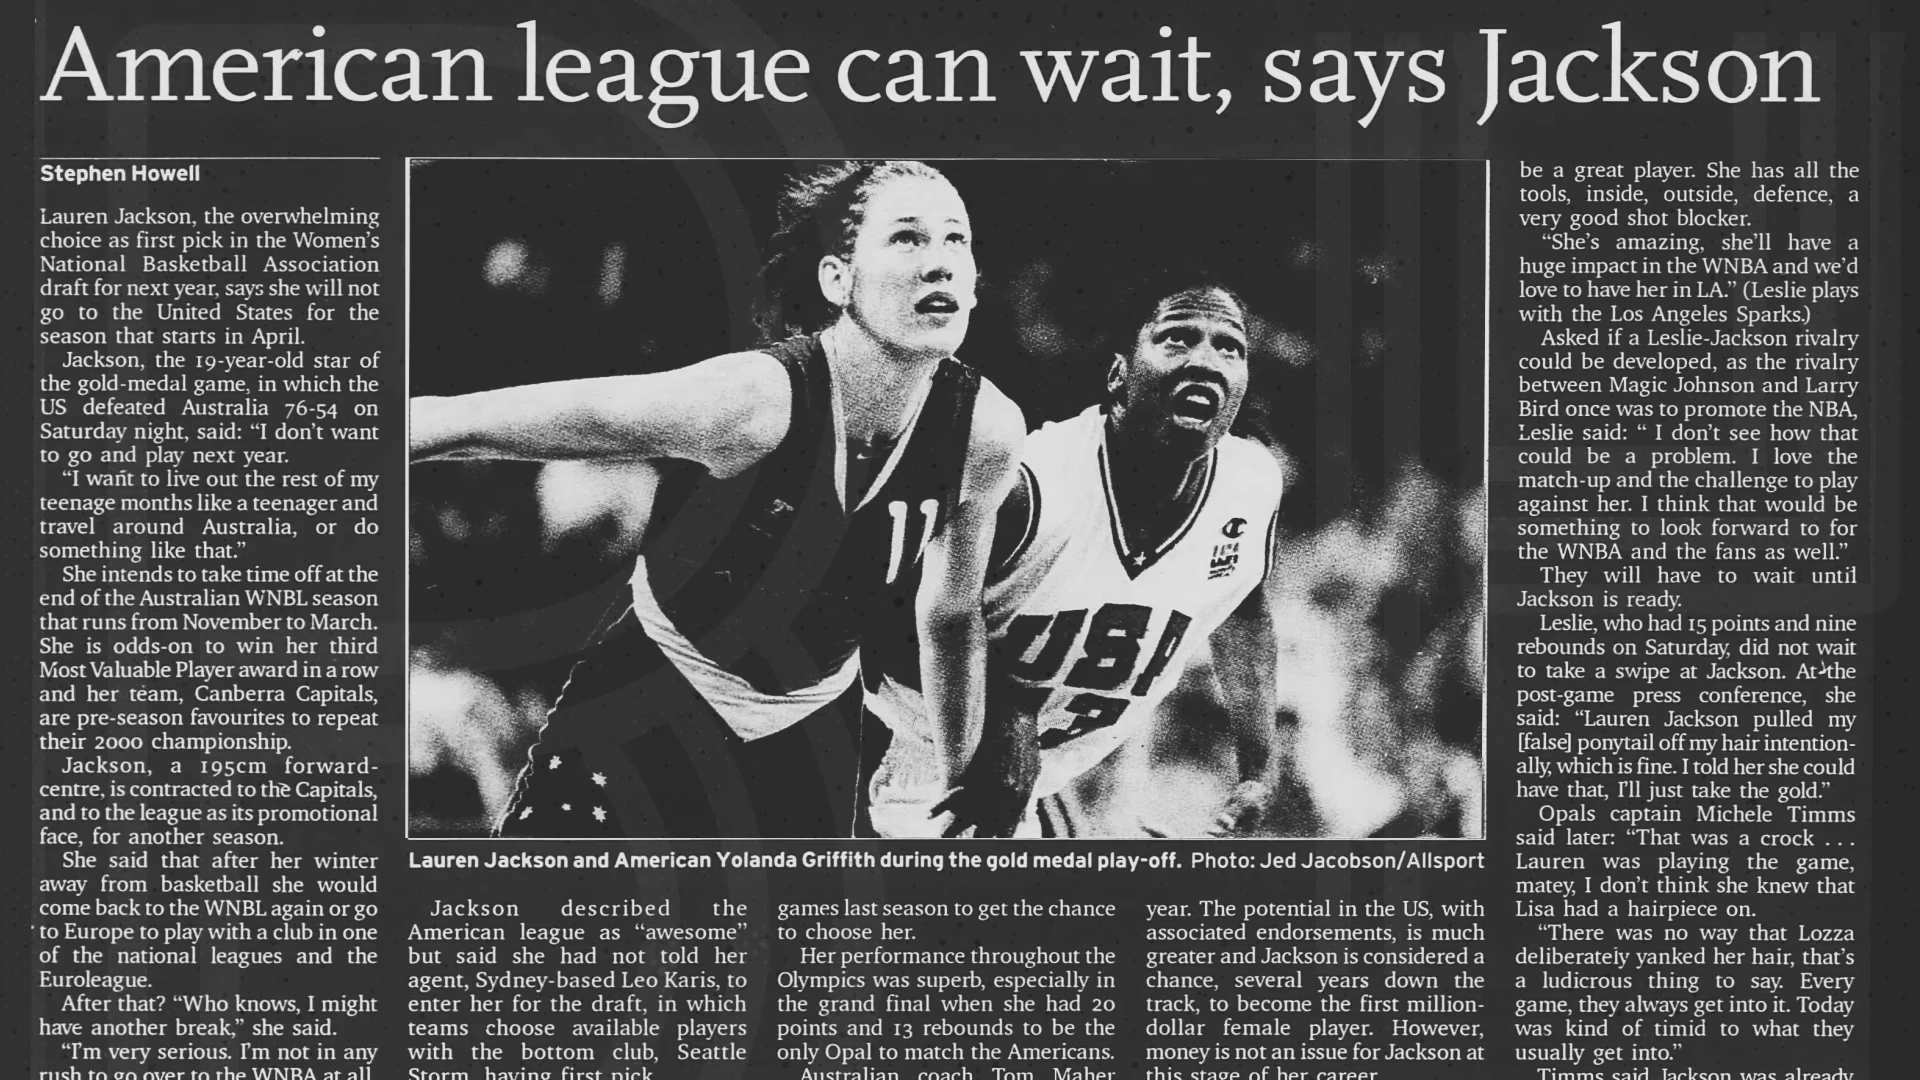 American league can wait, says Jackson
Stephen Howell
Lauren Jackson, the overwhelming
choice as first pick in the Women's
National Basketball Association
draft for next year, says she will not
go to the United States for the
season that starts in April.
Jackson, the 19-year-old star of
the gold-medal game, in which the
US defeated Australia 76-54 on
Saturday night, said: “I don't want
to go and play next year.
“I want to live out the rest of my
teenage months like a teenager and
travel around Australia, or do
something like that.”
She intends to take time off at the
end of the Australian WNBL season
that runs from November to March.
She is odds-on to win her third
Most Valuable Player award in a row
and her team, Canberra Capitals,
are pre-season favourites to repeat
their 2000 championship.
Jackson, a 195cm forward-
centre, is contracted to the Capitals,
and to the league as its promotional
face, for another season.
She said that after her winter
away from basketball she would
come back to the WNBL again or go
to Europe to play with a club in one
of the national leagues and the
Euroleague.
After that? “Who knows, I might
have another break,” she said.
“I'm very serious. I'm not in any
rush to go over to the WNBA at all.
11
USA
Lauren Jackson and American Yolanda Griffith during the gold medal play-off. Photo: Jed Jacobson/Allsport
Jackson described the
American league as “awesome”
but said she had not told her
agent, Sydney-based Leo Karis, to
enter her for the draft, in which
teams choose available players
with the bottom club, Seattle
Storm, having first pick.
games last season to get the chance
to choose her.
Her performance throughout the
Olympics was superb, especially in
the grand final when she had 20
points and 13 rebounds to be the
only Opal to match the Americans.
Australian coach Tom Maher
year. The potential in the US, with
associated endorsements, is much
greater and Jackson is considered a
chance, several years down the
track, to become the first million-
dollar female player. However,
money is not an issue for Jackson at
this stage of her career.
be a great player. She has all the
tools, inside, outside, defence, a
very good shot blocker.
“She's amazing, she'll have a
huge impact in the WNBA and we'd
love to have her in LA.” (Leslie plays
with the Los Angeles Sparks.)
Asked if a Leslie-Jackson rivalry
could be developed, as the rivalry
between Magic Johnson and Larry
Bird once was to promote the NBA,
Leslie said: “ I don't see how that
could be a problem. I love the
match-up and the challenge to play
against her. I think that would be
something to look forward to for
the WNBA and the fans as well.”
They will have to wait until
Jackson is ready.
Leslie, who had 15 points and nine
rebounds on Saturday, did not wait
to take a swipe at Jackson. At the
post-game press conference, she
said: “Lauren Jackson pulled my
[false] ponytail off my hair intention-
ally, which is fine. I told her she could
have that, I'll just take the gold.”
Opals captain Michele Timms
said later: “That was a crock . . .
Lauren was playing the game,
matey, I don't think she knew that
Lisa had a hairpiece on.
“There was no way that Lozza
deliberately yanked her hair, that's
a ludicrous thing to say. Every
game, they always get into it. Today
was kind of timid to what they
usually get into.”
Timms said Jackson was already